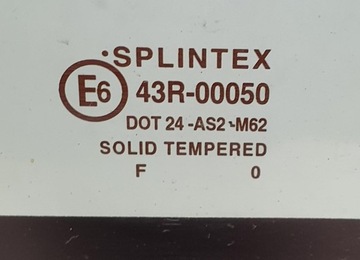 ·SPLINTEX
E6 43R-00050
DOT 24-AS2-M62
SOLID TEMPERED
F 0